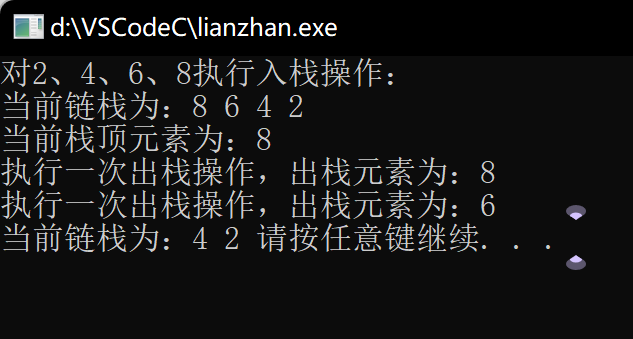 d:\VSCodeC\lianzhan.exe
对2、4、6、8执行入栈操作：
当前链栈为：8 6 4 2
当前栈顶元素为：8
执行一次出栈操作，出栈元素为：8
执行一次出栈操作，出栈元素为：6
当前链栈为：4 2 请按任意键继续. . .